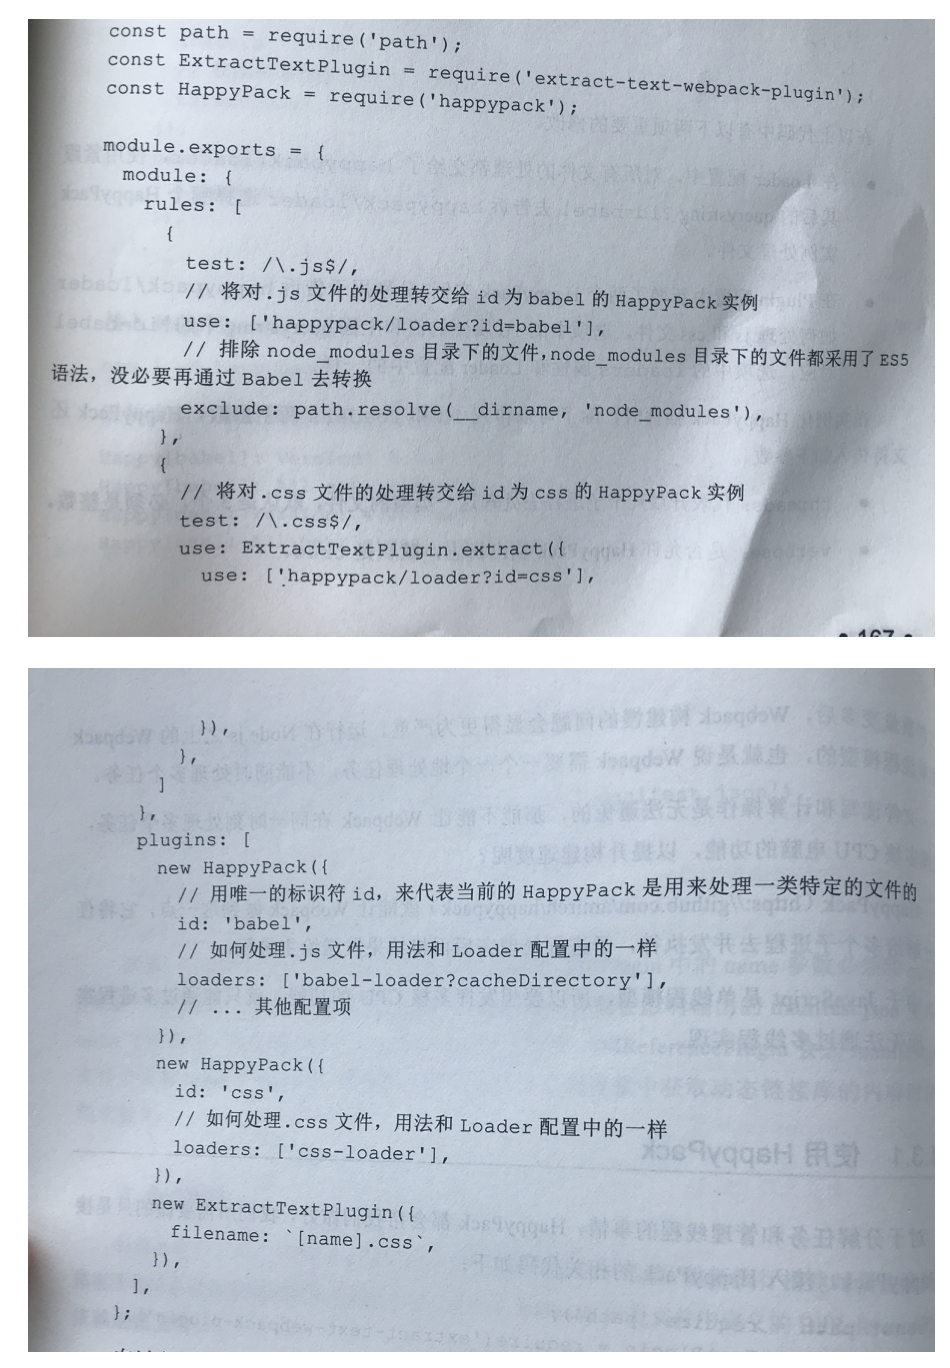 const path = require('path');
const ExtractTextPlugin = require('extract-text-webpack-plugin');
const HappyPack = require('happypack');
module.exports = {
module: {
rules: [
{
test: /\.js$/,
// 将对.js 文件的处理转交给 id 为 babel 的 HappyPack 实例
use: ['happypack/loader?id=babel'],
// 排除 node_modules 目录下的文件,node_modules 目录下的文件都采用了 ES5
语法，没必要再通过 Babel 去转换
exclude: path.resolve(__dirname, 'node_modules'),
},
{
// 将对.css 文件的处理转交给 id 为 css 的 HappyPack 实例
test: /\.css$/,
use: ExtractTextPlugin.extract({
use: ['happypack/loader?id=css'],
• 167 •
}),
},
]
},
plugins: [
new HappyPack({
// 用唯一的标识符 id，来代表当前的 HappyPack 是用来处理一类特定的文件的
id: 'babel',
// 如何处理.js 文件，用法和 Loader 配置中的一样
loaders: ['babel-loader?cacheDirectory'],
// ... 其他配置项
}),
new HappyPack({
id: 'css',
// 如何处理.css 文件，用法和 Loader 配置中的一样
loaders: ['css-loader'],
}),
new ExtractTextPlugin({
filename: `[name].css`,
}),
],
};